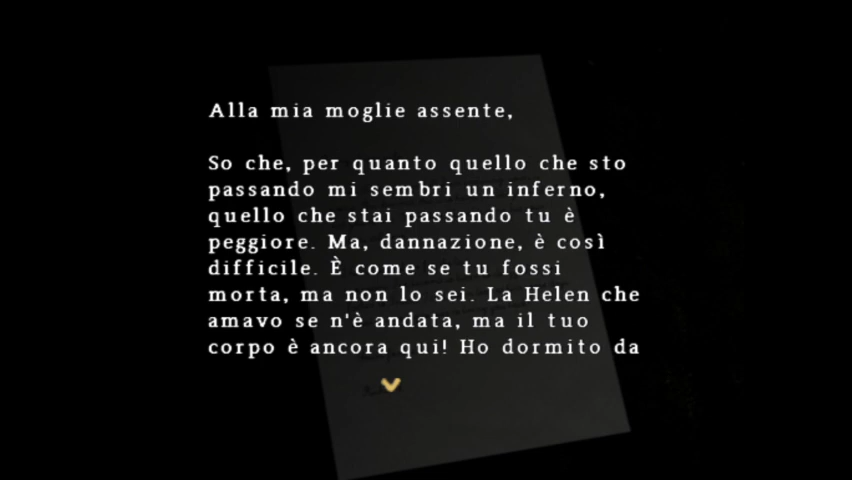 Alla mia moglie assente,
So che, per quanto quello che sto
passando mi sembri un inferno,
quello che stai passando tu è
peggiore. Ma, dannazione, è così
difficile. È come se tu fossi
morta, ma non lo sei. La Helen che
amavo se n'è andata, ma il tuo
corpo è ancora qui! Ho dormito da